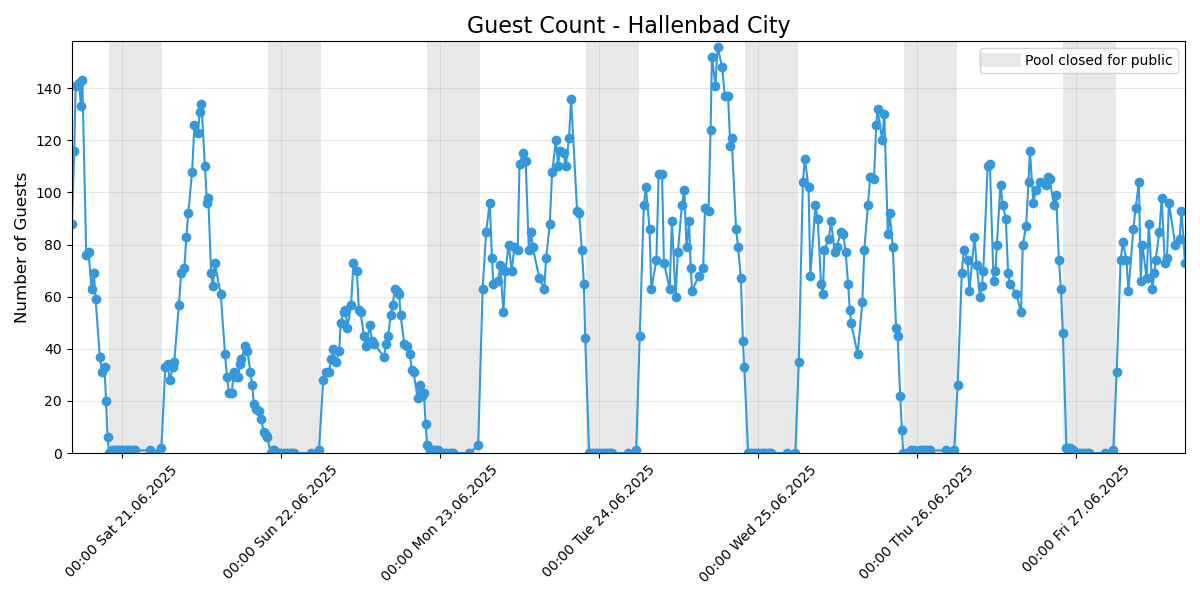 Guest Count - Hallenbad City
Pool closed for public
Number of Guests
140
120
100
80
60
40
20
0
00:00 Sat 21.06.2025
00:00 Sun 22.06.2025
00:00 Mon 23.06.2025
00:00 Tue 24.06.2025
00:00 Wed 25.06.2025
00:00 Thu 26.06.2025
00:00 Fri 27.06.2025